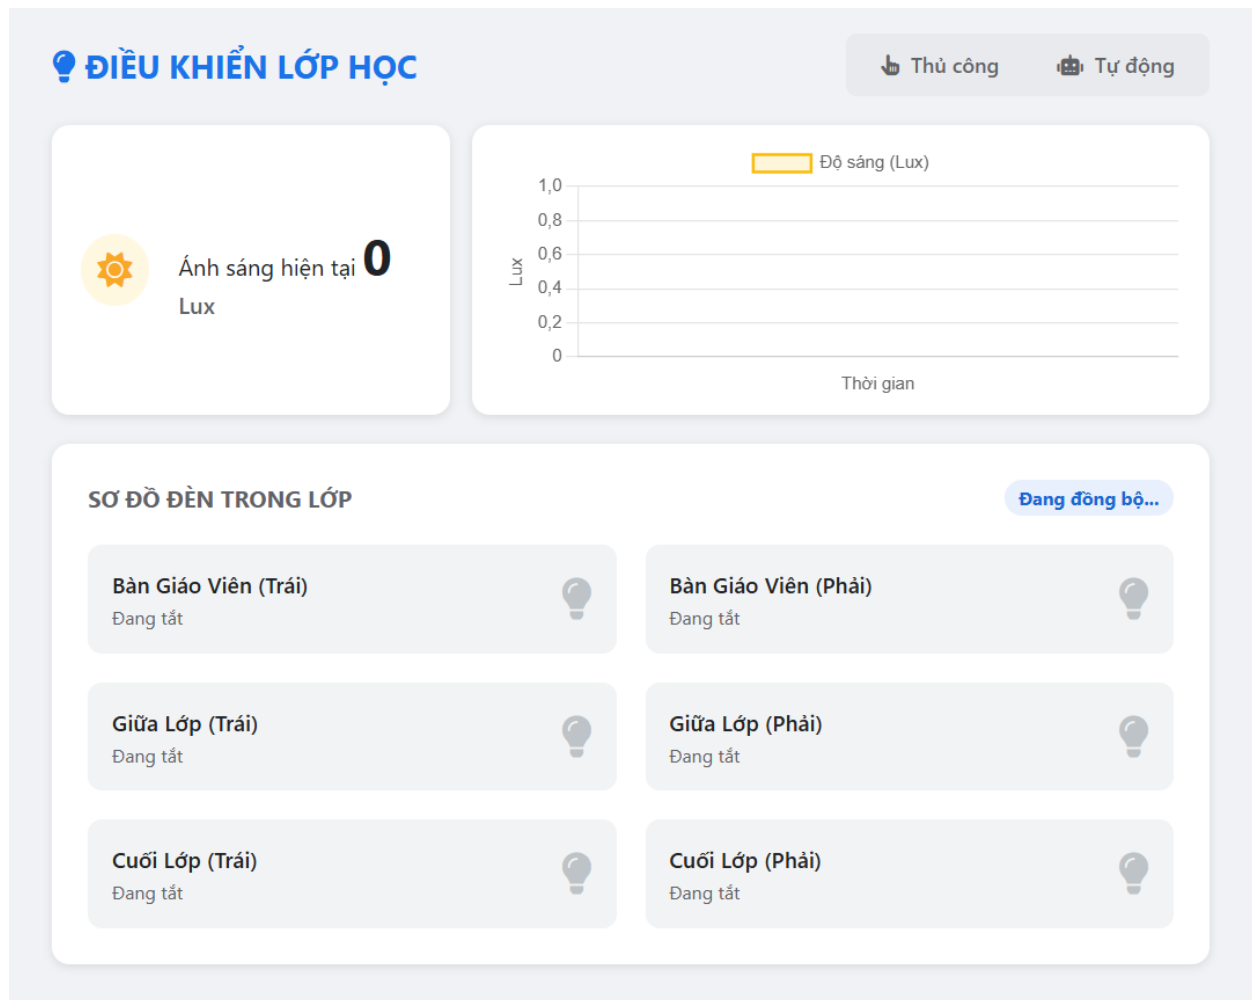 ĐIỀU KHIỂN LỚP HỌC
Thủ công
Tự động
Ánh sáng hiện tại 0
Lux
Độ sáng (Lux)
1,0
0,8
0,6
0,4
0,2
0
Lux
Thời gian
SƠ ĐỒ ĐÈN TRONG LỚP
Đang đồng bộ...
Bàn Giáo Viên (Trái)
Đang tắt
Bàn Giáo Viên (Phải)
Đang tắt
Giữa Lớp (Trái)
Đang tắt
Giữa Lớp (Phải)
Đang tắt
Cuối Lớp (Trái)
Đang tắt
Cuối Lớp (Phải)
Đang tắt